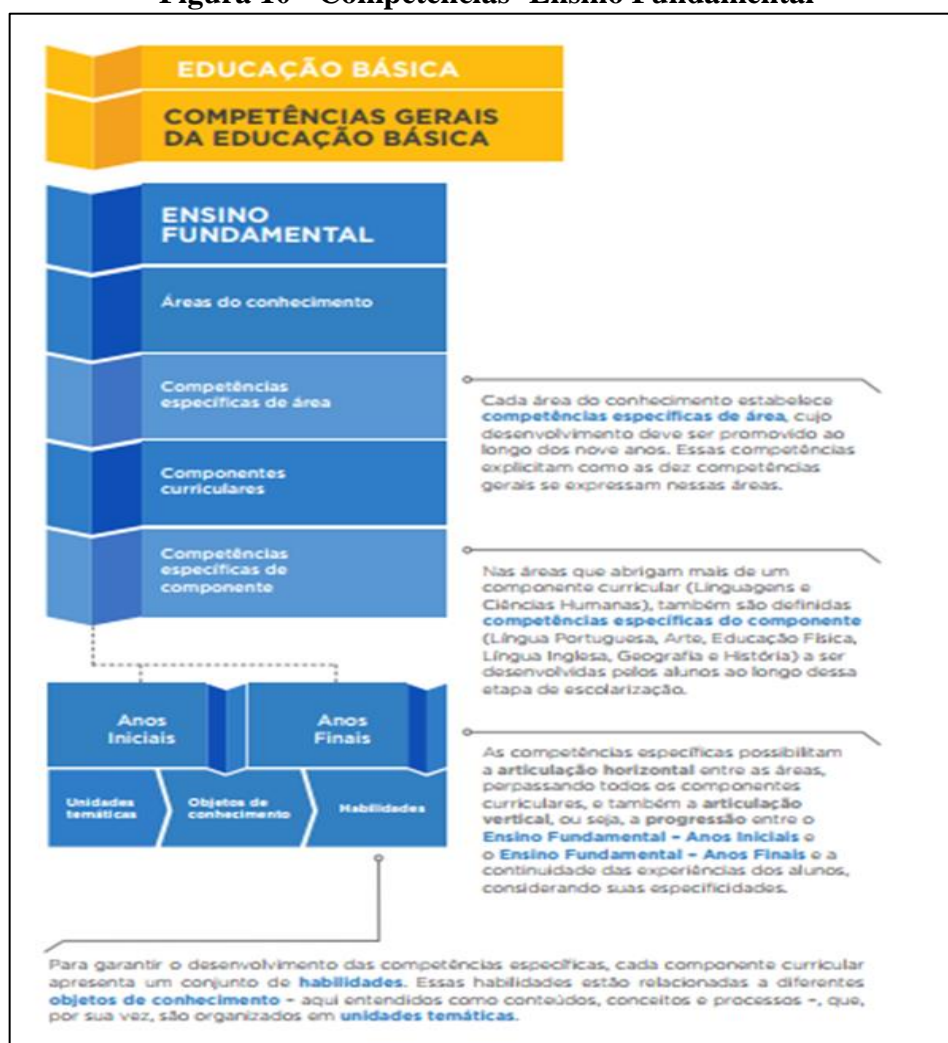 Figura 10 - Competências- Ensino Fundamental
EDUCAÇÃO BÁSICA
COMPETÊNCIAS GERAIS
DA EDUCAÇÃO BÁSICA
ENSINO
FUNDAMENTAL
Áreas do conhecimento
Competências
específicas de área
Cada área do conhecimento estabelece
competências específicas de área, cujo
desenvolvimento deve ser promovido ao
longo dos nove anos. Essas competências
explicitam como as dez competências
gerais se expressam nessas áreas.
Componentes
curriculares
Competências
específicas de
componente
Nas áreas que abrigam mais de um
componente curricular (Linguagens e
Ciências Humanas), também são definidas
competências específicas do componente
(Língua Portuguesa, Arte, Educação Física,
Língua Inglesa, Geografia e História) a ser
desenvolvidas pelos alunos ao longo dessa
etapa de escolarização.
Anos
Iniciais
Anos
Finais
Unidades
temáticas
Objetos de
conhecimento
Habilidades
As competências específicas possibilitam
a articulação horizontal entre as áreas,
perpassando todos os componentes
curriculares, e também a articulação
vertical, ou seja, a progressão entre o
Ensino Fundamental – Anos Iniciais e
o Ensino Fundamental – Anos Finais e a
continuidade das experiências dos alunos,
considerando suas especificidades.
Para garantir o desenvolvimento das competências específicas, cada componente curricular
apresenta um conjunto de habilidades. Essas habilidades estão relacionadas a diferentes
objetos de conhecimento – aqui entendidos como conteúdos, conceitos e processos –, que,
por sua vez, são organizados em unidades temáticas.